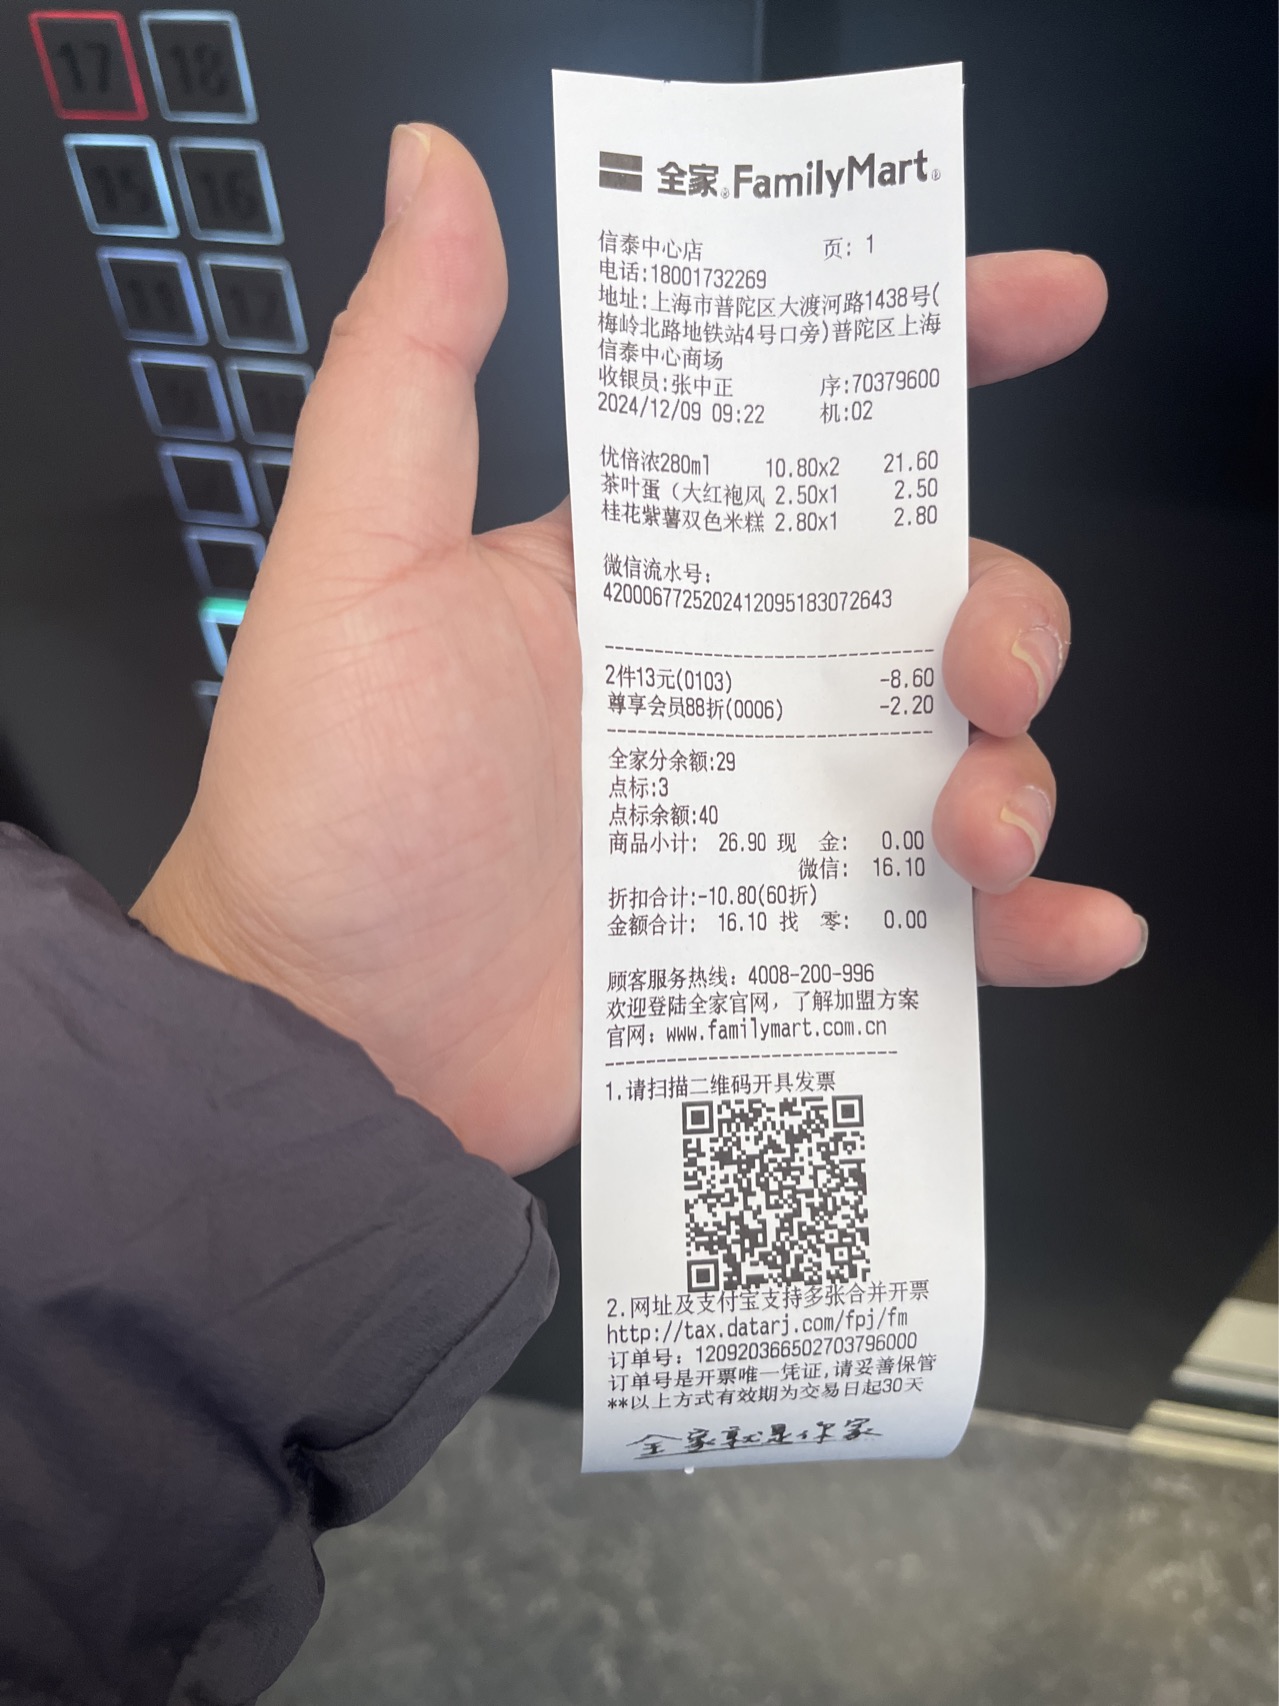 17 18
15 16
11 12
9 10
全家 FamilyMart
信泰中心店 页: 1
电话:18001732269
地址:上海市普陀区大渡河路1438号(
梅岭北路地铁站4号口旁)普陀区上海
信泰中心商场
收银员:张中正 序:70379600
2024/12/09 09:22 机:02
优倍浓280ml 10.80x2 21.60
茶叶蛋（大红袍风 2.50x1 2.50
桂花紫薯双色米糕 2.80x1 2.80
微信流水号:
4200067725202412095183072643
2件13元(0103) -8.60
尊享会员88折(0006) -2.20
全家分余额:29
点标:3
点标余额:40
商品小计: 26.90 现 金: 0.00
微信: 16.10
折扣合计:-10.80(60折)
金额合计: 16.10 找 零: 0.00
顾客服务热线: 4008-200-996
欢迎登陆全家官网，了解加盟方案
官网: www.familymart.com.cn
1.请扫描二维码开具发票
2.网址及支付宝支持多张合并开票
http://tax.datarj.com/fpj/fm
订单号: 120920366502703796000
订单号是开票唯一凭证,请妥善保管
**以上方式有效期为交易日起30天
全家就是你家